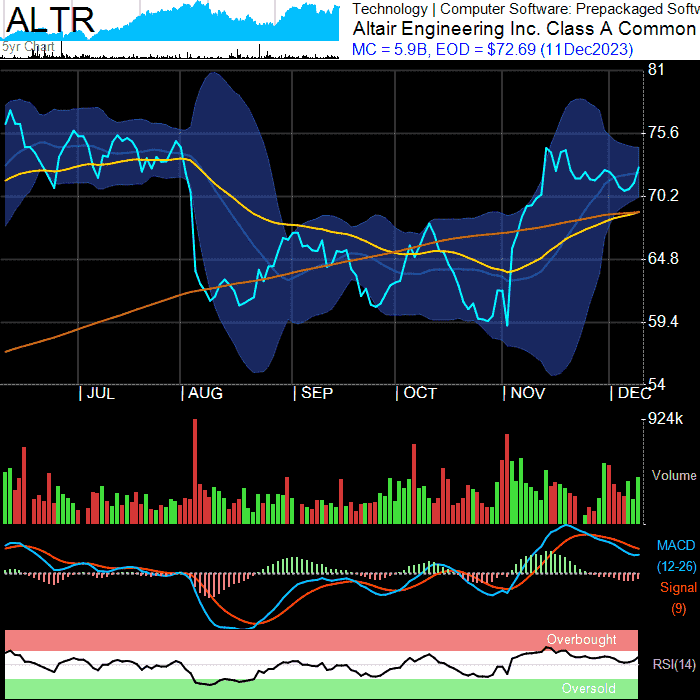 ALTR
Technology | Computer Software: Prepackaged Softw
Altair Engineering Inc. Class A Common
MC = 5.9B, EOD = $72.69 (11Dec2023)
5yr Chart
81
75.6
70.2
64.8
59.4
54
| JUL | AUG | SEP | OCT | NOV | DEC
924k
Volume
MACD
(12-26)
Signal
(9)
Overbought
RSI(14)
Oversold